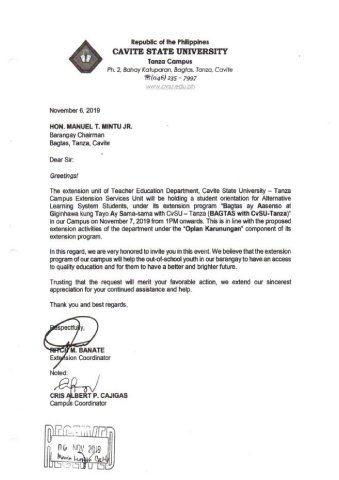 Republic of the Philippines
CAVITE STATE UNIVERSITY
Tanza Campus
Ph. 2, Bahay Katuparan, Bagtas, Tanza, Cavite
☎(046) 235 - 7997
www.cvsu.edu.ph
November 6, 2019
HON. MANUEL T. MINTU JR.
Barangay Chairman
Bagtas, Tanza, Cavite
Dear Sir:
Greetings!
The extension unit of Teacher Education Department, Cavite State University – Tanza
Campus Extension Services Unit will be holding a student orientation for Alternative
Learning System Students, under its extension program "Bagtas ay Aasenso at
Giginhawa kung Tayo Ay Sama-sama with CvSU – Tanza (BAGTAS with CvSU-Tanza)"
in our Campus on November 7, 2019 from 1PM onwards. This is in line with the proposed
extension activities of the department under the "Oplan Karunungan" component of its
extension program.
In this regard, we are very honored to invite you in this event. We believe that the extension
program of our campus will help the out-of-school youth in our barangay to have an access
to quality education and for them to have a better and brighter future.
Trusting that the request will merit your favorable action, we extend our sincerest
appreciation for your continued assistance and help.
Thank you and best regards.
Respectfully,
M. BANATE
Extension Coordinator
Noted:
CRIS ALBERT P. CAJIGAS
Campus Coordinator
RECEIVED
06 NOV 2019